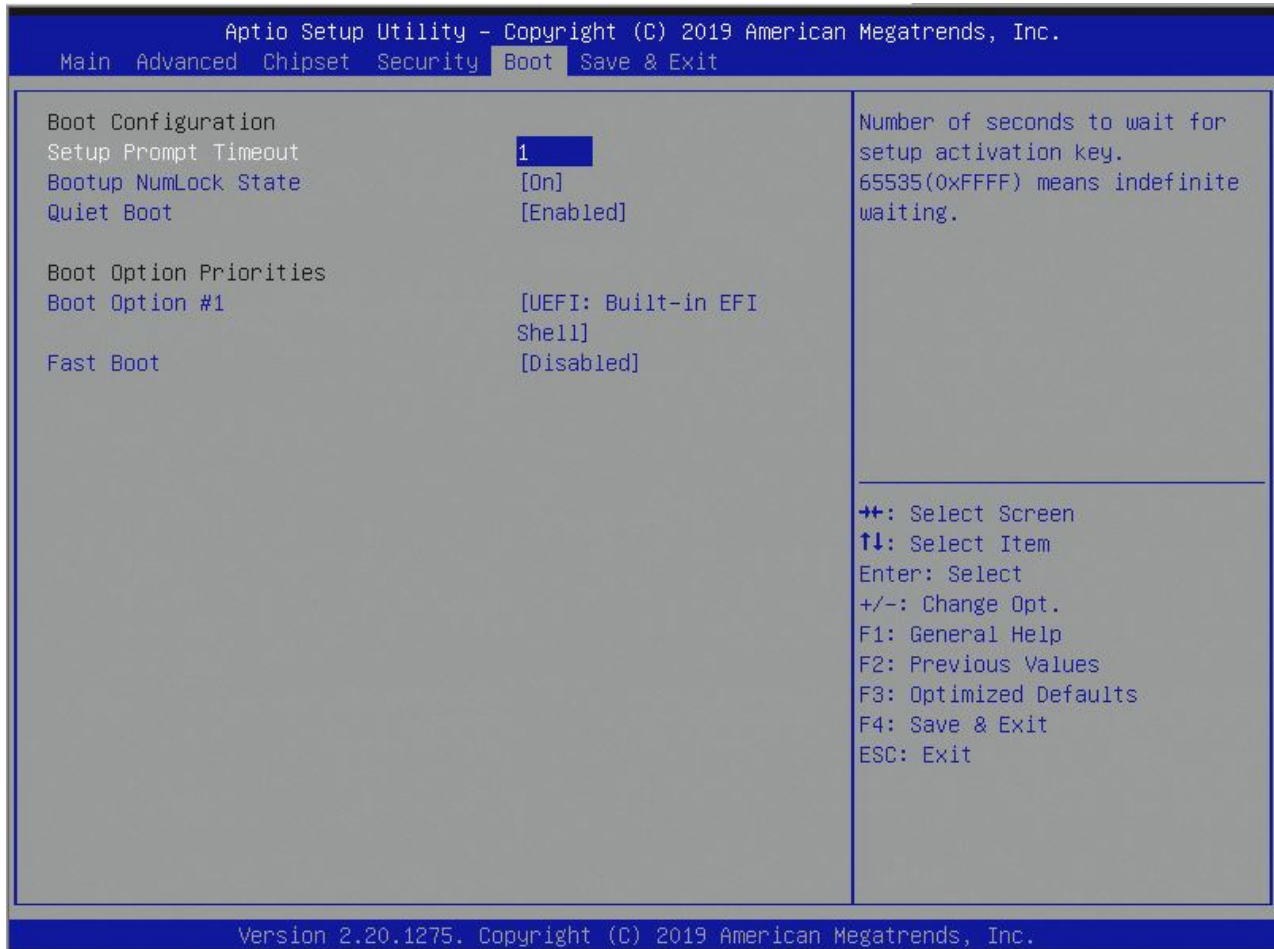 Aptio Setup Utility – Copyright (C) 2019 American Megatrends, Inc.
Main Advanced Chipset Security Boot Save & Exit
Boot Configuration
Setup Prompt Timeout 1
Bootup NumLock State [On]
Quiet Boot [Enabled]
Boot Option Priorities
Boot Option #1 [UEFI: Built-in EFI
Shell]
Fast Boot [Disabled]
Number of seconds to wait for
setup activation key.
65535(0xFFFF) means indefinite
waiting.
→←: Select Screen
↑↓: Select Item
Enter: Select
+/-: Change Opt.
F1: General Help
F2: Previous Values
F3: Optimized Defaults
F4: Save & Exit
ESC: Exit
Version 2.20.1275. Copyright (C) 2019 American Megatrends, Inc.